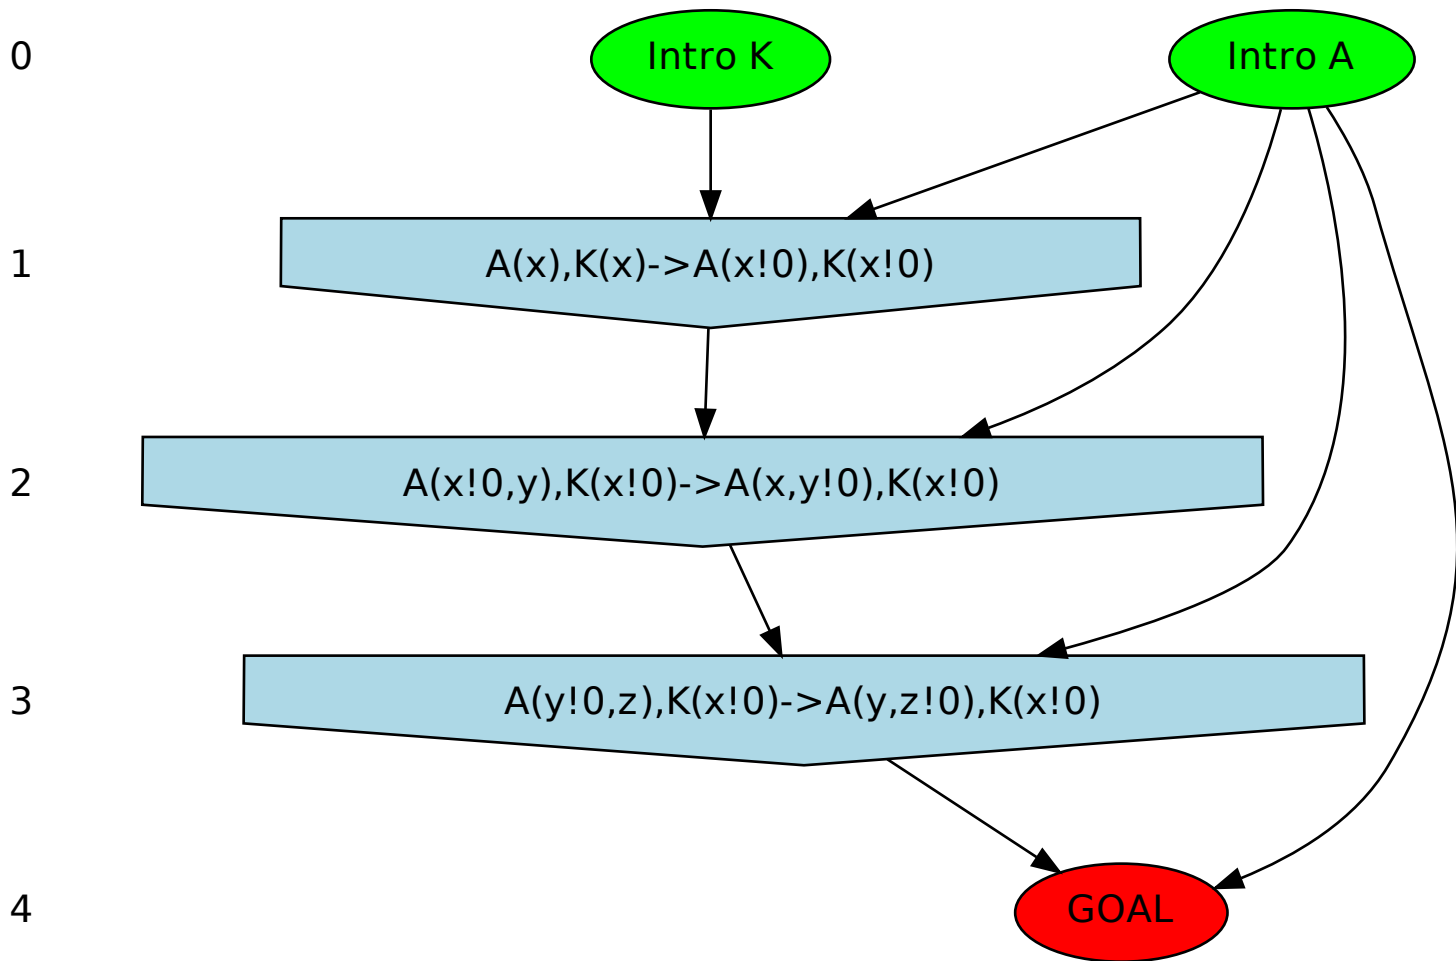 0
Intro K
Intro A
1
A(x),K(x)->A(x!0),K(x!0)
2
A(x!0,y),K(x!0)->A(x,y!0),K(x!0)
3
A(y!0,z),K(x!0)->A(y,z!0),K(x!0)
4
GOAL